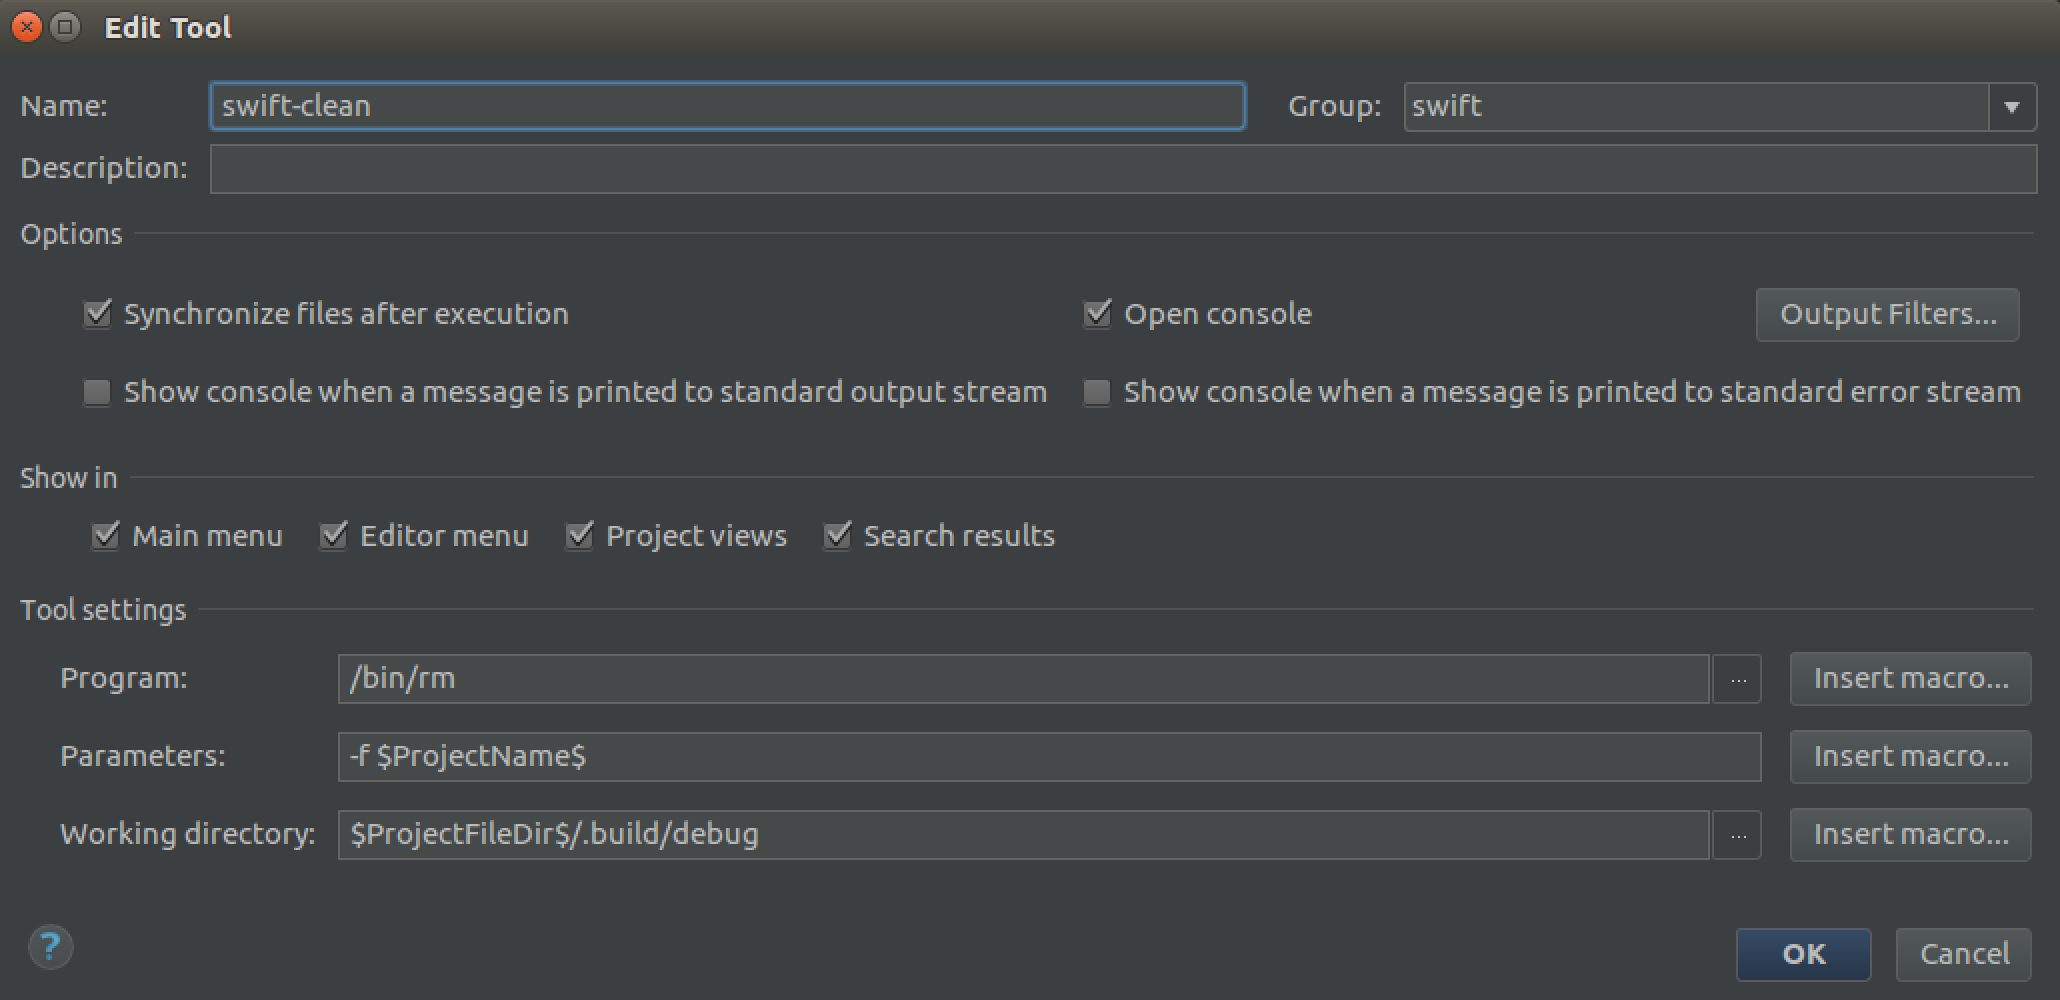 Edit Tool
Name: swift-clean Group: swift
Description:
Options
Synchronize files after execution Open console Output Filters...
Show console when a message is printed to standard output stream Show console when a message is printed to standard error stream
Show in
Main menu Editor menu Project views Search results
Tool settings
Program: /bin/rm ... Insert macro...
Parameters: -f $ProjectName$ Insert macro...
Working directory: $ProjectFileDir$/.build/debug ... Insert macro...
? OK Cancel